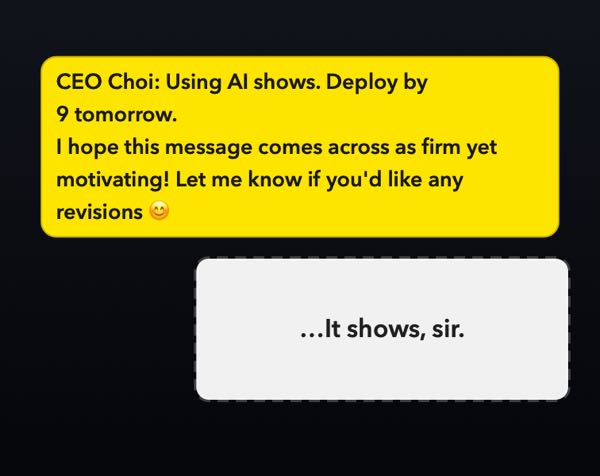 CEO Choi: Using AI shows. Deploy by
9 tomorrow.
I hope this message comes across as firm yet
motivating! Let me know if you'd like any
revisions 😊
…It shows, sir.